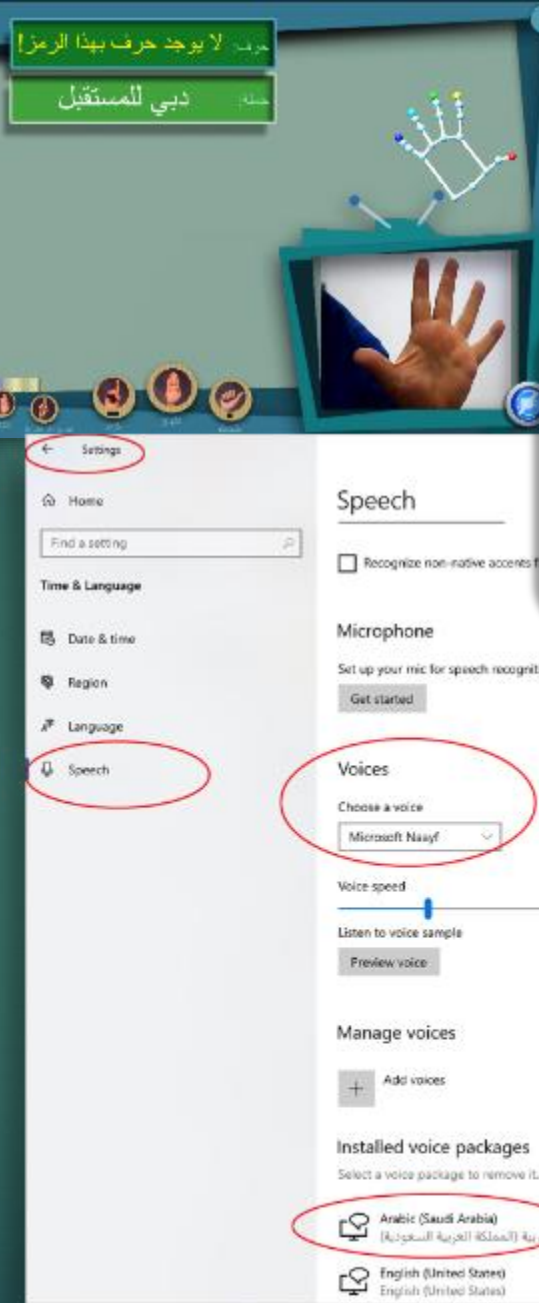 حرف: لا يوجد حرف بهذا الرمز!
جملة: دبي للمستقبل
Settings
Home
Find a setting
Time & Language
Date & time
Region
Language
Speech
Speech
Recognize non-native accents f
Microphone
Set up your mic for speech recognit
Get started
Voices
Choose a voice
Microsoft Naayf
Voice speed
Listen to voice sample
Preview voice
Manage voices
Add voices
Installed voice packages
Select a voice package to remove it.
Arabic (Saudi Arabia)
(المملكة العربية السعودية)
English (United States)
English (United States)